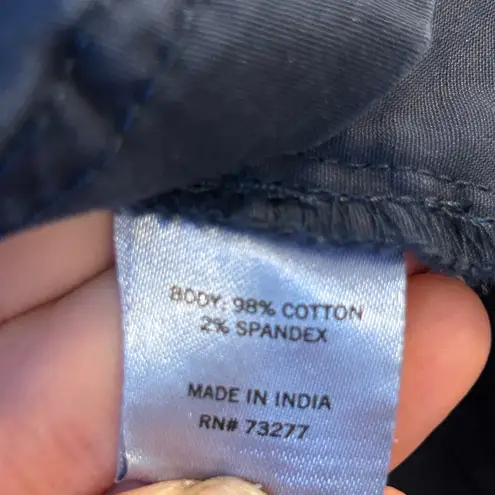 BODY: 98% COTTON
2% SPANDEX
MADE IN INDIA
RN# 73277